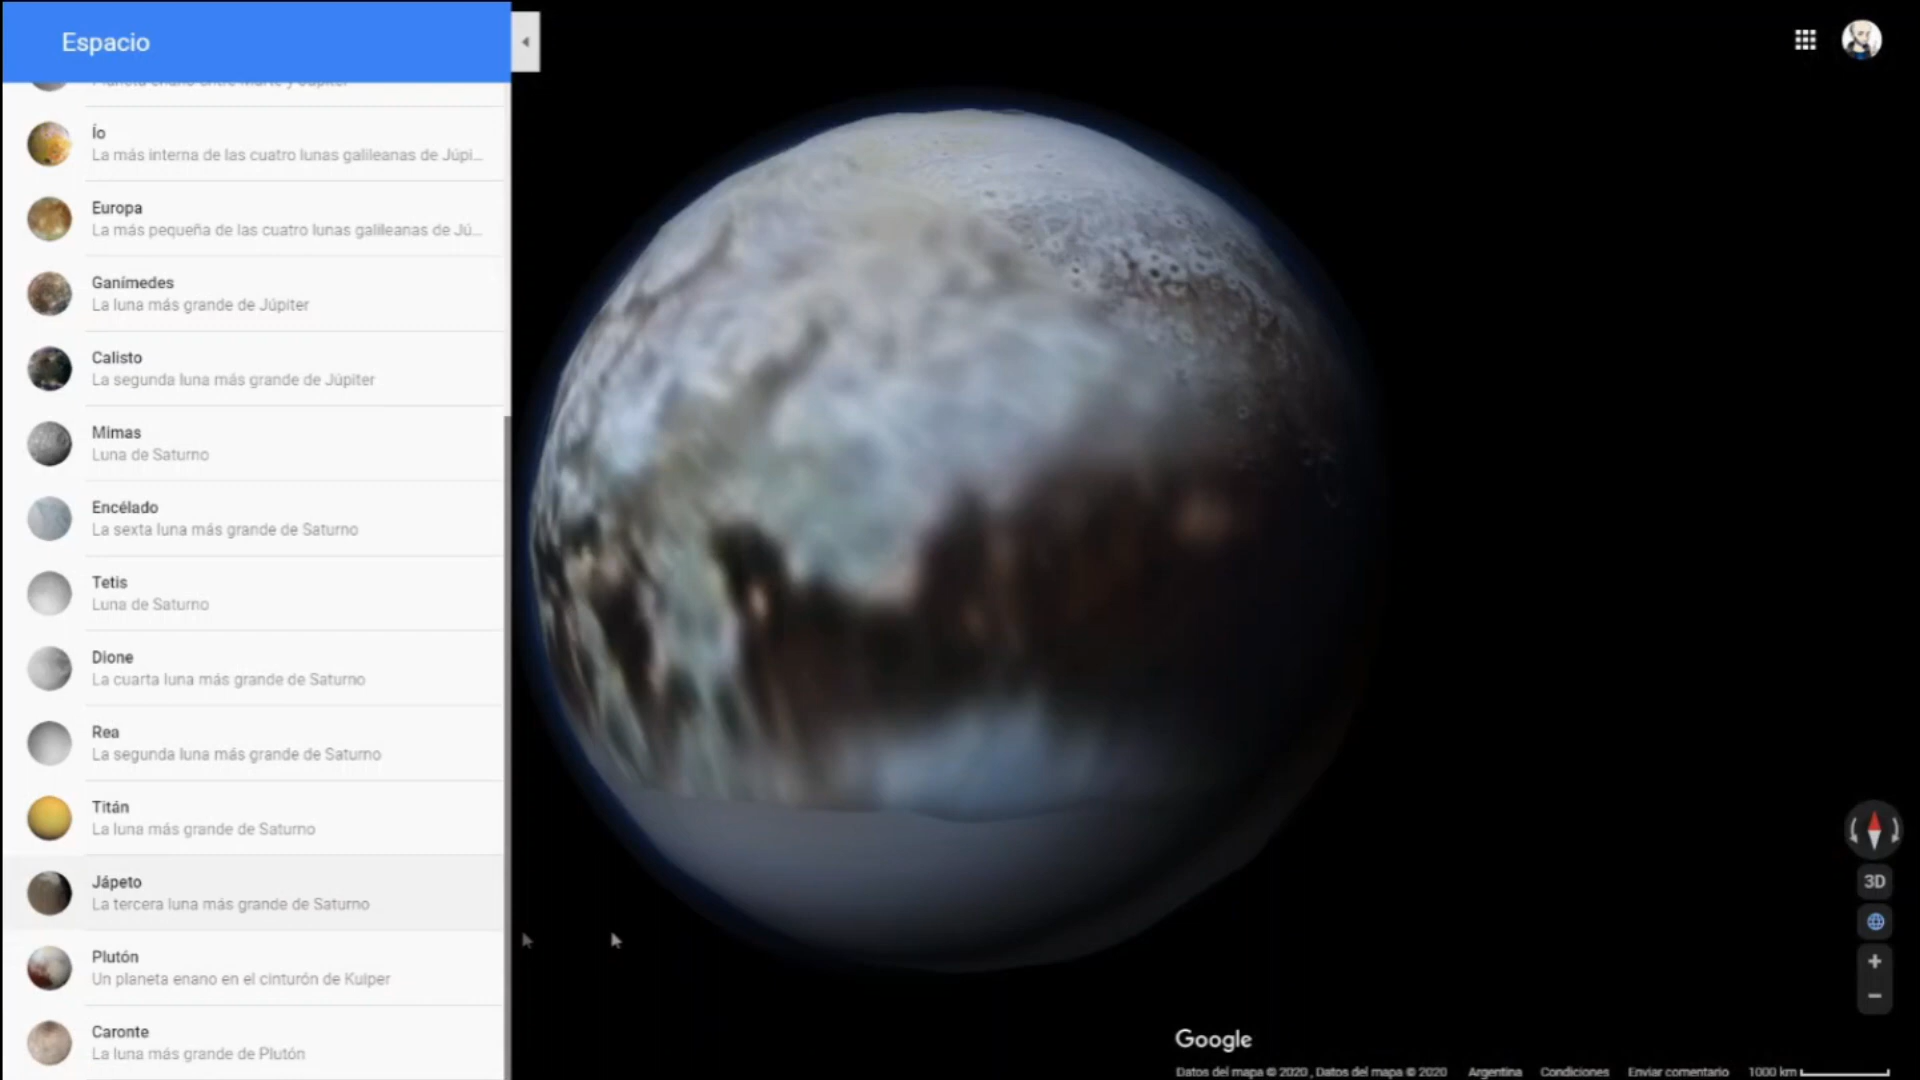 Espacio
Planeta enano entre Marte y Júpiter
Ío
La más interna de las cuatro lunas galileanas de Júpi...
Europa
La más pequeña de las cuatro lunas galileanas de Jú...
Ganímedes
La luna más grande de Júpiter
Calisto
La segunda luna más grande de Júpiter
Mimas
Luna de Saturno
Encélado
La sexta luna más grande de Saturno
Tetis
Luna de Saturno
Dione
La cuarta luna más grande de Saturno
Rea
La segunda luna más grande de Saturno
Titán
La luna más grande de Saturno
Jápeto
La tercera luna más grande de Saturno
Plutón
Un planeta enano en el cinturón de Kuiper
Caronte
La luna más grande de Plutón
3D
Google
Datos del mapa © 2020 , Datos del mapa © 2020 Argentina Condiciones Enviar comentario 1000 km